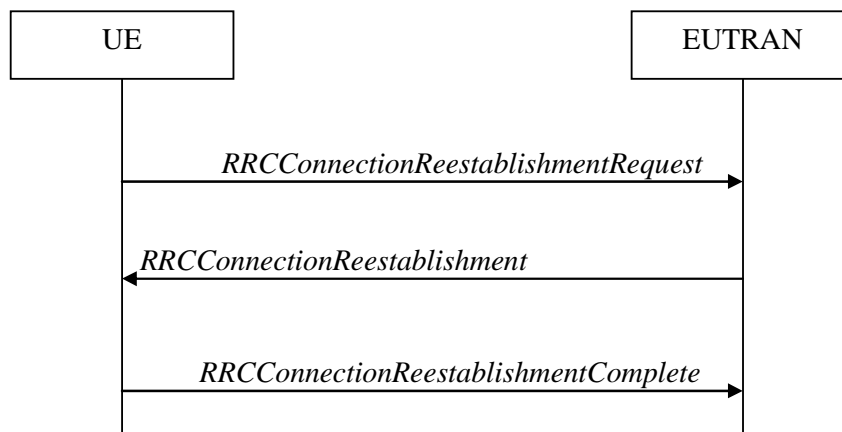 UE
EUTRAN
RRCConnectionReestablishmentRequest
RRCConnectionReestablishment
RRCConnectionReestablishmentComplete